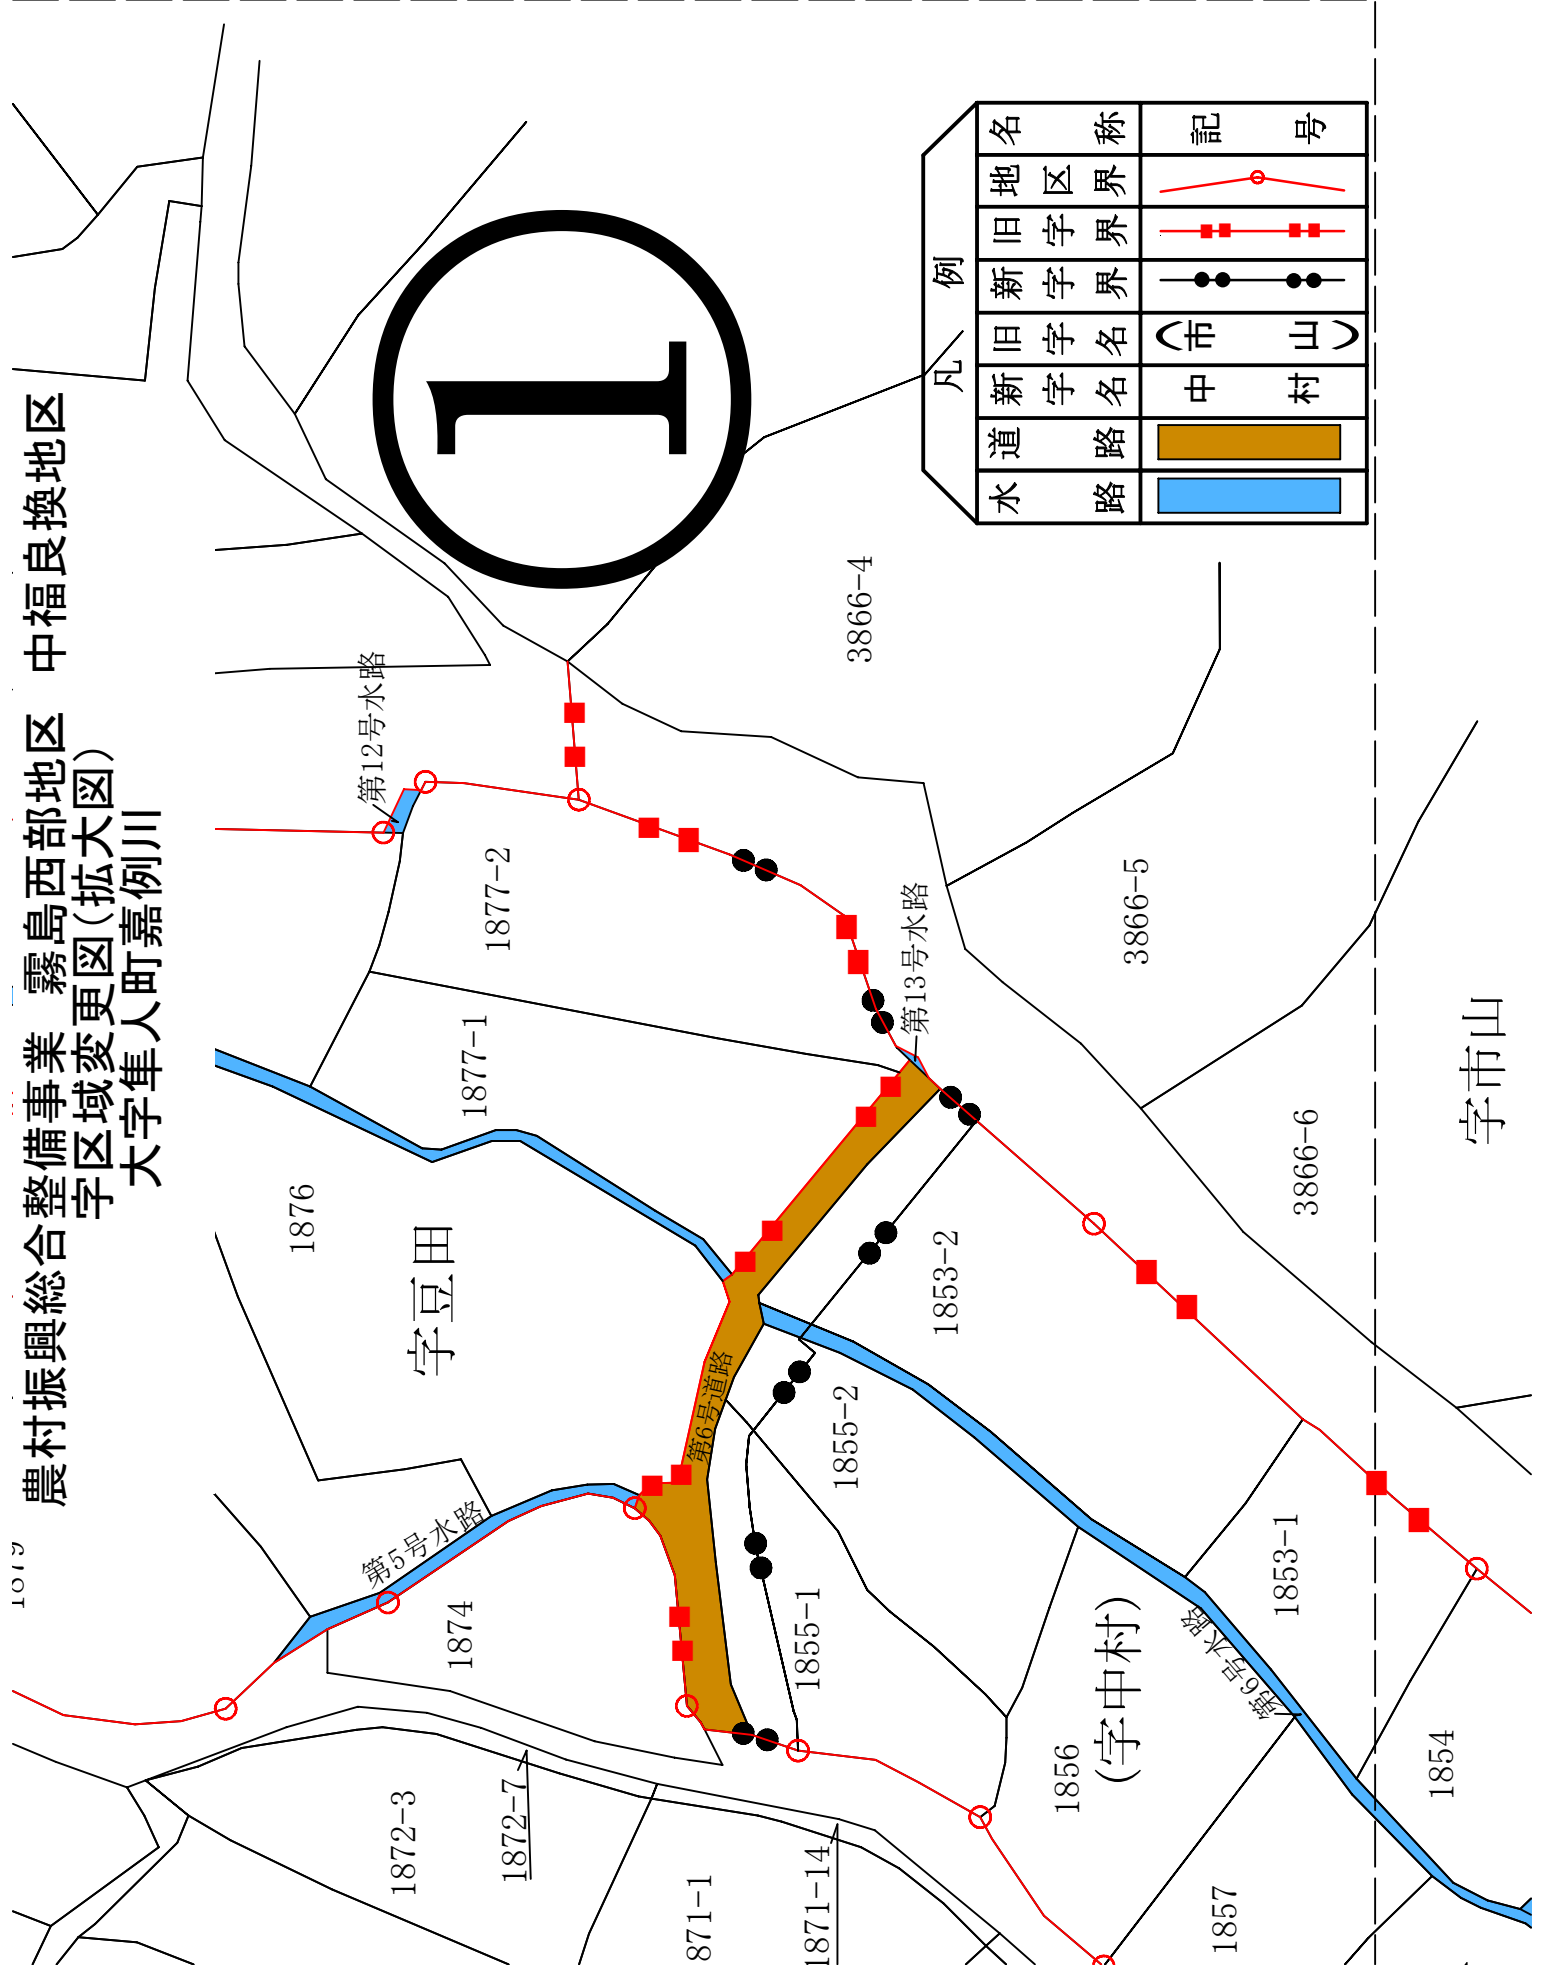 農村振興総合整備事業 霧島西部地区 中福良換地区
字区域変更図(拡大図)
大字隼人町嘉例川
1
凡例
名称 記号
地区界
旧字界
新字界
旧字名 (市山)
新字名 中村
道路
水路
第12号水路
1877-2
1877-1
1876
字豆田
第5号水路
1874
1879
1872-3
1872-7
871-1
1871-14
第6号道路
第13号水路
3866-4
3866-5
3866-6
字市山
1853-2
1855-2
1855-1
1853-1
(字中村)
第6号水路
1856
1854
1857